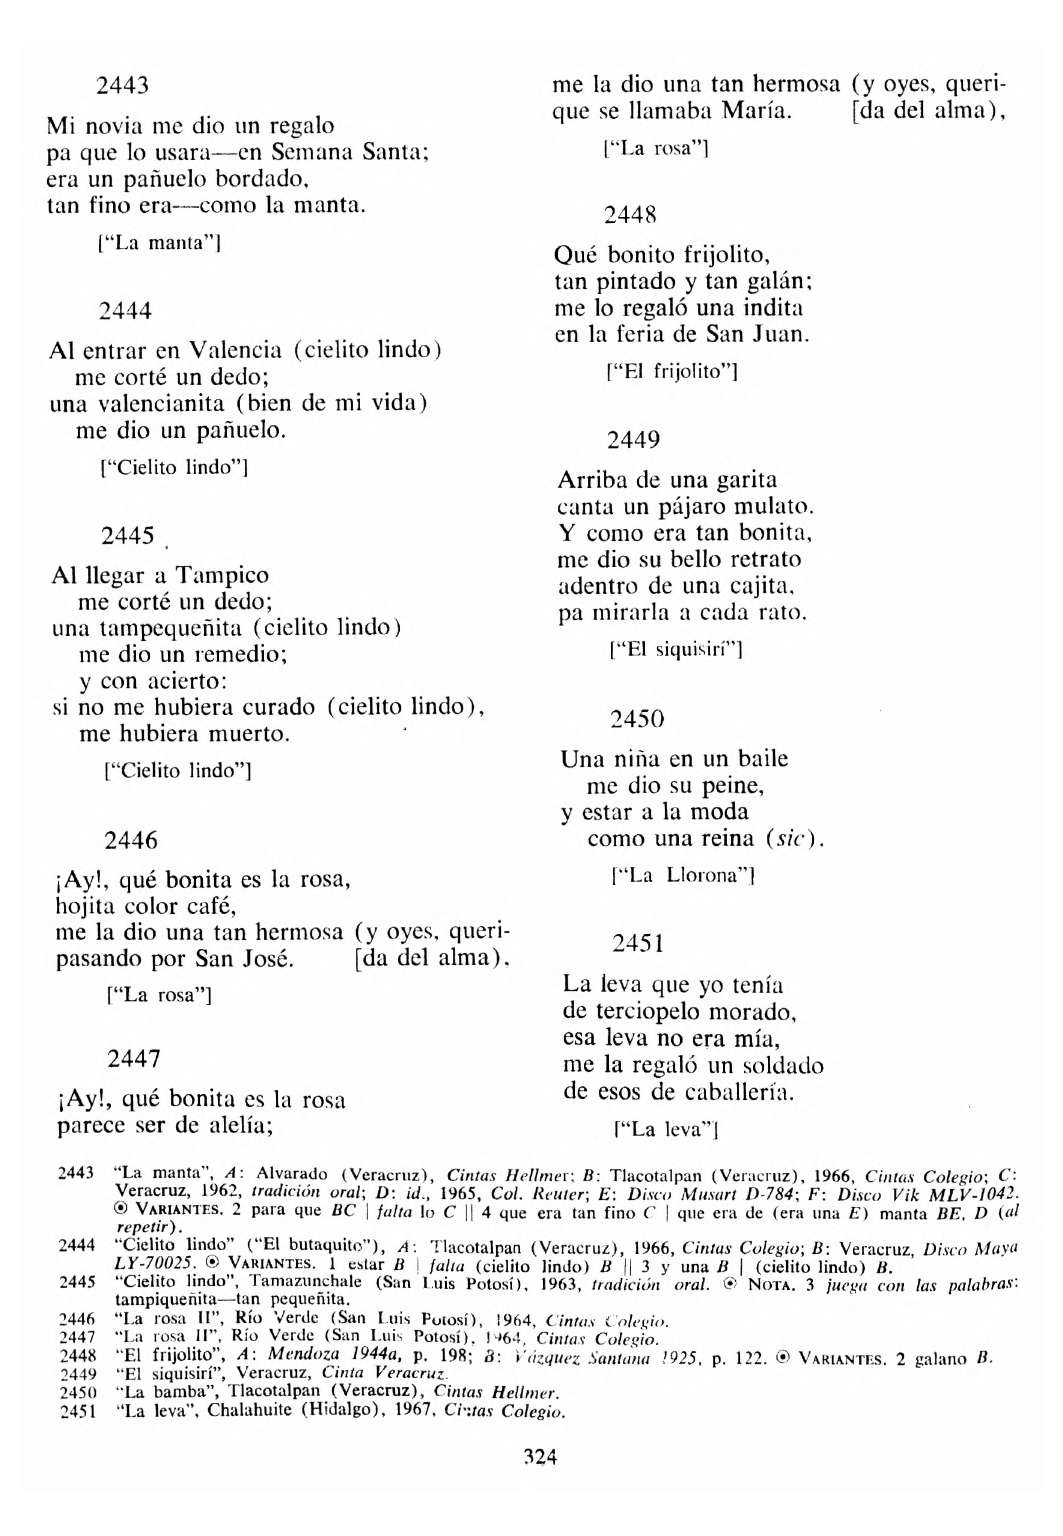 2443
Mi novia me dio un regalo
pa que lo usara—en Semana Santa;
era un pañuelo bordado,
tan fino era—como la manta.
[“La manta”]
2444
Al entrar en Valencia (cielito lindo)
me corté un dedo;
una valencianita (bien de mi vida)
me dio un pañuelo.
[“Cielito lindo”]
2445
Al llegar a Tampico
me corté un dedo;
una tampequeñita (cielito lindo)
me dio un remedio;
y con acierto:
si no me hubiera curado (cielito lindo),
me hubiera muerto.
[“Cielito lindo”]
2446
¡Ay!, qué bonita es la rosa,
hojita color café,
me la dio una tan hermosa (y oyes, queri-
pasando por San José. [da del alma),
[“La rosa”]
2447
¡Ay!, qué bonita es la rosa
parece ser de alelía;
me la dio una tan hermosa (y oyes, queri-
que se llamaba María. [da del alma),
[“La rosa”]
2448
Qué bonito frijolito,
tan pintado y tan galán;
me lo regaló una indita
en la feria de San Juan.
[“El frijolito”]
2449
Arriba de una garita
canta un pájaro mulato.
Y como era tan bonita,
me dio su bello retrato
adentro de una cajita,
pa mirarla a cada rato.
[“El siquisirí”]
2450
Una niña en un baile
me dio su peine,
y estar a la moda
como una reina (sic).
[“La Llorona”]
2451
La leva que yo tenía
de terciopelo morado,
esa leva no era mía,
me la regaló un soldado
de esos de caballería.
[“La leva”]
2443 “La manta”, A: Alvarado (Veracruz), Cintas Hellmer; B: Tlacotalpan (Veracruz), 1966, Cintas Colegio; C:
Veracruz, 1962, tradición oral; D: id., 1965, Col. Reuter; E: Disco Musart D-784; F: Disco Vik MLV-1042.
⦿ VARIANTES. 2 para que BC | falta lo C || 4 que era tan fino C | que era de (era una E) manta BE, D (al
repetir).
2444 “Cielito lindo” (“El butaquito”), A: Tlacotalpan (Veracruz), 1966, Cintas Colegio; B: Veracruz, Disco Maya
LY-70025. ⦿ VARIANTES. 1 estar B | falta (cielito lindo) B || 3 y una B | (cielito lindo) B.
2445 “Cielito lindo”, Tamazunchale (San Luis Potosí), 1963, tradición oral. ⦿ NOTA. 3 juega con las palabras:
tampiqueñita—tan pequeñita.
2446 “La rosa II”, Río Verde (San Luis Potosí), 1964, Cintas Colegio.
2447 “La rosa II”, Río Verde (San Luis Potosí), 1964, Cintas Colegio.
2448 “El frijolito”, A: Mendoza 1944a, p. 198; B: Vázquez Santana 1925, p. 122. ⦿ VARIANTES. 2 galano B.
2449 “El siquisirí”, Veracruz, Cinta Veracruz.
2450 “La bamba”, Tlacotalpan (Veracruz), Cintas Hellmer.
2451 “La leva”, Chalahuite (Hidalgo), 1967, Cintas Colegio.
324